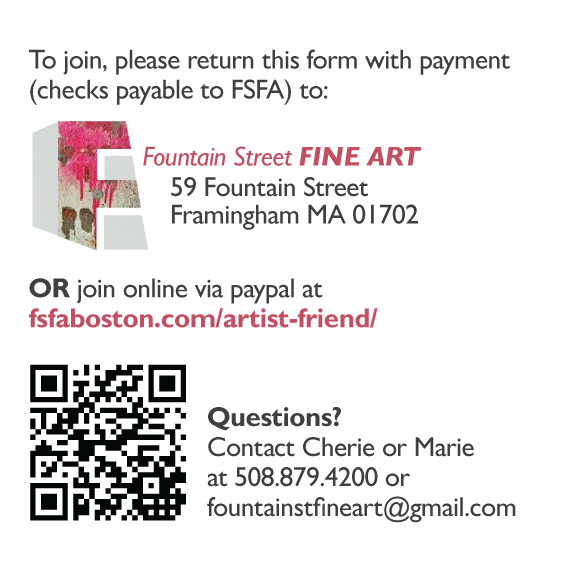 To join, please return this form with payment
(checks payable to FSFA) to:
Fountain Street FINE ART
59 Fountain Street
Framingham MA 01702
OR join online via paypal at
fsfaboston.com/artist-friend/
Questions?
Contact Cherie or Marie
at 508.879.4200 or
fountainstfineart@gmail.com